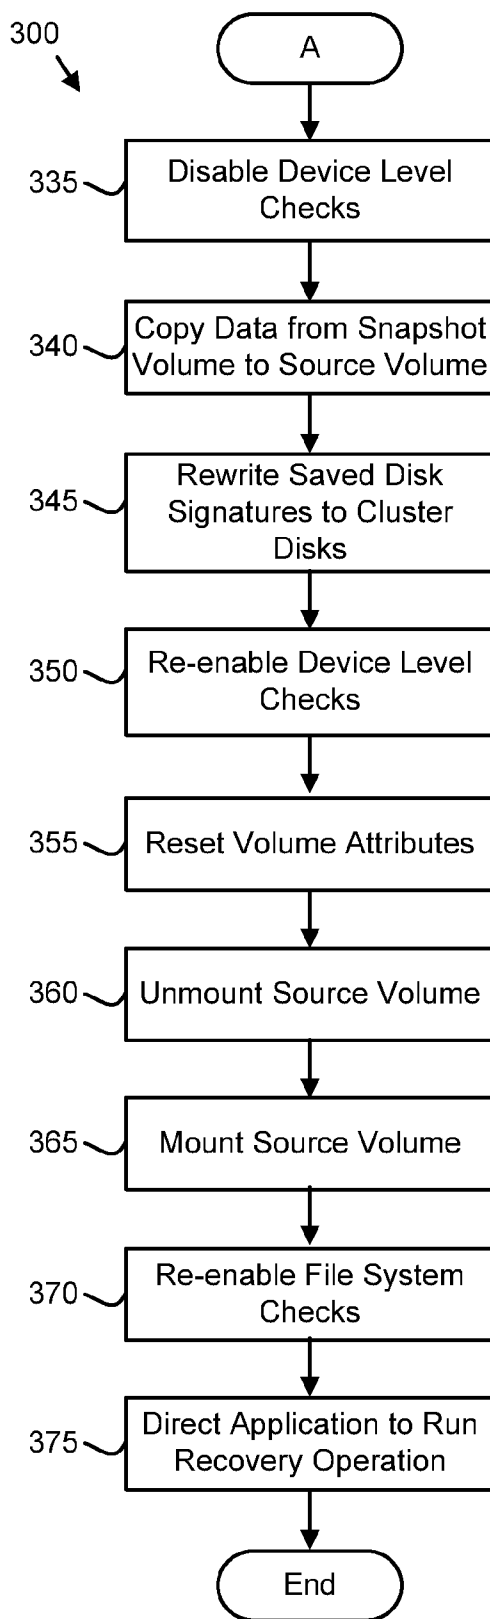 300
A
335
Disable Device Level
Checks
340
Copy Data from Snapshot
Volume to Source Volume
345
Rewrite Saved Disk
Signatures to Cluster
Disks
350
Re-enable Device Level
Checks
355
Reset Volume Attributes
360
Unmount Source Volume
365
Mount Source Volume
370
Re-enable File System
Checks
375
Direct Application to Run
Recovery Operation
End